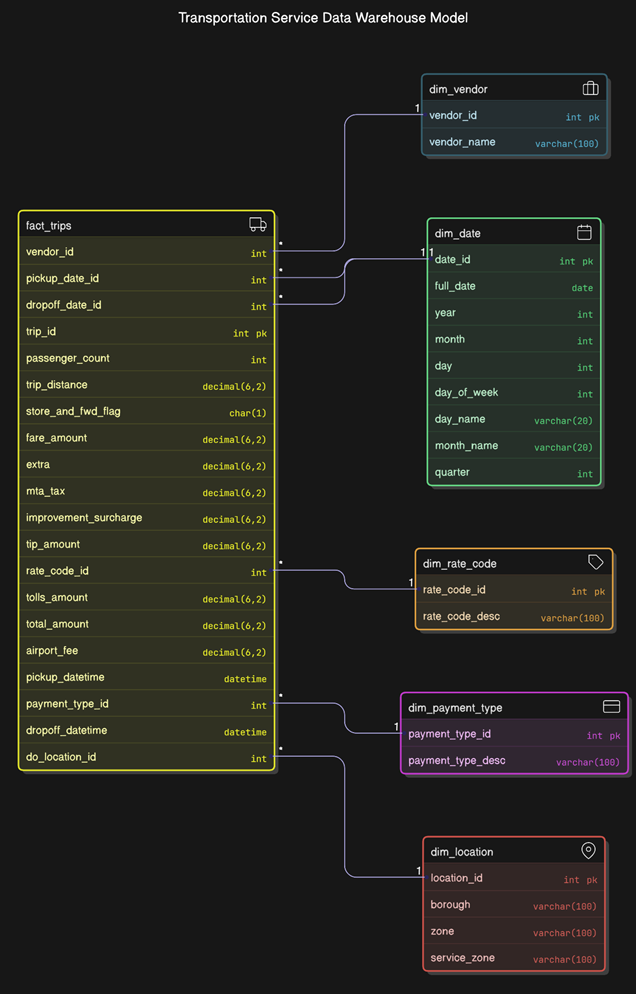 Transportation Service Data Warehouse Model
dim_vendor
1
vendor_id int pk
vendor_name varchar(100)
fact_trips
vendor_id int *
pickup_date_id int *
dropoff_date_id int *
trip_id int pk
passenger_count int
trip_distance decimal(6,2)
store_and_fwd_flag char(1)
fare_amount decimal(6,2)
extra decimal(6,2)
mta_tax decimal(6,2)
improvement_surcharge decimal(6,2)
tip_amount decimal(6,2)
rate_code_id int *
tolls_amount decimal(6,2)
total_amount decimal(6,2)
airport_fee decimal(6,2)
pickup_datetime datetime
payment_type_id int *
dropoff_datetime datetime
do_location_id int *
dim_date
1 1
date_id int pk
full_date date
year int
month int
day int
day_of_week int
day_name varchar(20)
month_name varchar(20)
quarter int
dim_rate_code
1
rate_code_id int pk
rate_code_desc varchar(100)
dim_payment_type
1
payment_type_id int pk
payment_type_desc varchar(100)
dim_location
1
location_id int pk
borough varchar(100)
zone varchar(100)
service_zone varchar(100)